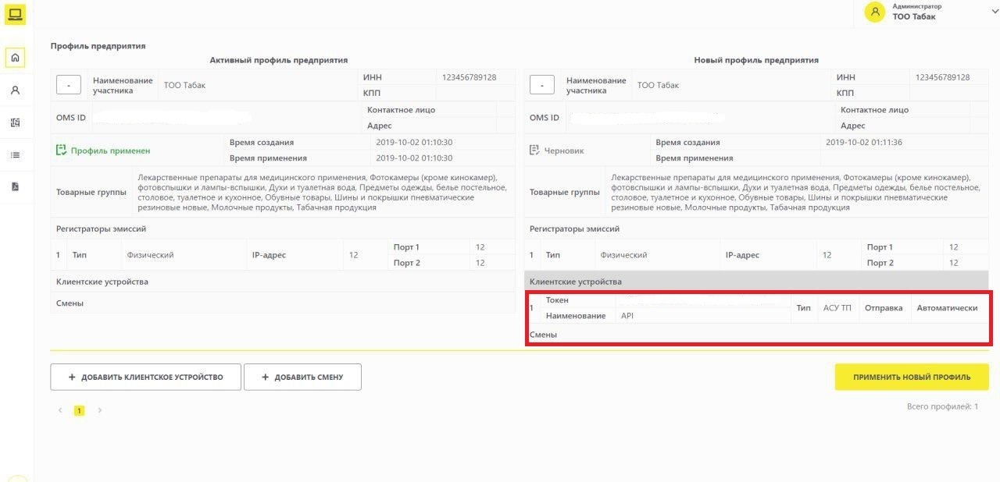 Администратор
ТОО Табак
Профиль предприятия
Активный профиль предприятия
- Наименование участника ТОО Табак ИНН 123456789128
КПП
OMS ID Контактное лицо
Адрес
Профиль применен Время создания 2019-10-02 01:10:30
Время применения 2019-10-02 01:10:30
Товарные группы
Лекарственные препараты для медицинского применения, Фотокамеры (кроме кинокамер),
фотовспышки и лампы-вспышки, Духи и туалетная вода, Предметы одежды, белье постельное,
столовое, туалетное и кухонное, Обувные товары, Шины и покрышки пневматические
резиновые новые, Молочные продукты, Табачная продукция
Регистраторы эмиссий
1 Тип Физический IP-адрес 12 Порт 1 12
Порт 2 12
Клиентские устройства
Смены
Новый профиль предприятия
- Наименование участника ТОО Табак ИНН 123456789128
КПП
OMS ID Контактное лицо
Адрес
Черновик Время создания 2019-10-02 01:11:36
Время применения
Товарные группы
Лекарственные препараты для медицинского применения, Фотокамеры (кроме кинокамер),
фотовспышки и лампы-вспышки, Духи и туалетная вода, Предметы одежды, белье постельное,
столовое, туалетное и кухонное, Обувные товары, Шины и покрышки пневматические
резиновые новые, Молочные продукты, Табачная продукция
Регистраторы эмиссий
1 Тип Физический IP-адрес 12 Порт 1 12
Порт 2 12
Клиентские устройства
1 Токен
Наименование API Тип АСУ ТП Отправка Автоматически
Смены
+ ДОБАВИТЬ КЛИЕНТСКОЕ УСТРОЙСТВО
+ ДОБАВИТЬ СМЕНУ
ПРИМЕНИТЬ НОВЫЙ ПРОФИЛЬ
< 1 >
Всего профилей: 1